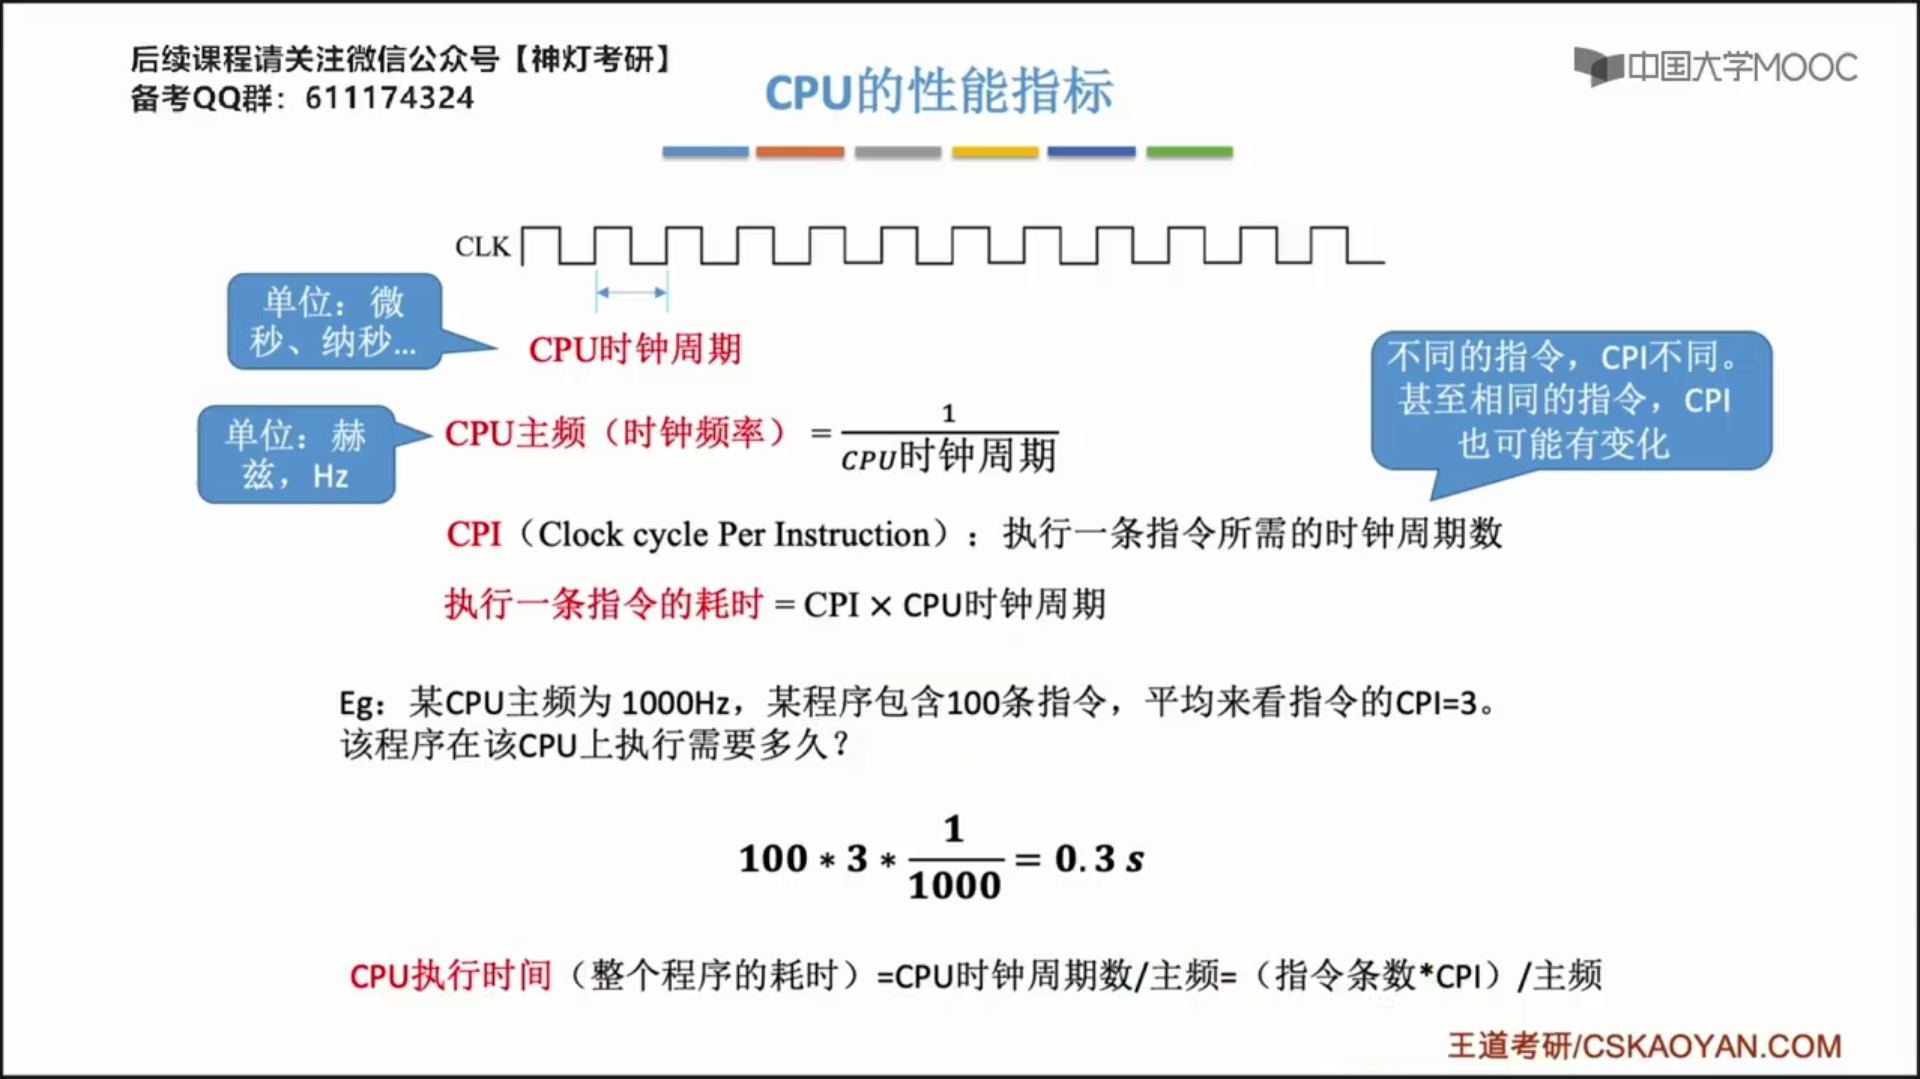 后续课程请关注微信公众号【神灯考研】
备考QQ群：611174324
中国大学MOOC
CPU的性能指标
CLK
单位：微
秒、纳秒...
CPU时钟周期
不同的指令，CPI不同。
甚至相同的指令，CPI
也可能有变化
单位：赫
兹，Hz
CPU主频（时钟频率）=
1
CPU时钟周期
CPI（Clock cycle Per Instruction）：执行一条指令所需的时钟周期数
执行一条指令的耗时 = CPI × CPU时钟周期
Eg：某CPU主频为 1000Hz，某程序包含100条指令，平均来看指令的CPI=3。
该程序在该CPU上执行需要多久？
100 * 3 * 1/1000 = 0.3 s
CPU执行时间（整个程序的耗时）=CPU时钟周期数/主频=（指令条数*CPI）/主频
王道考研/CSKAOYAN.COM